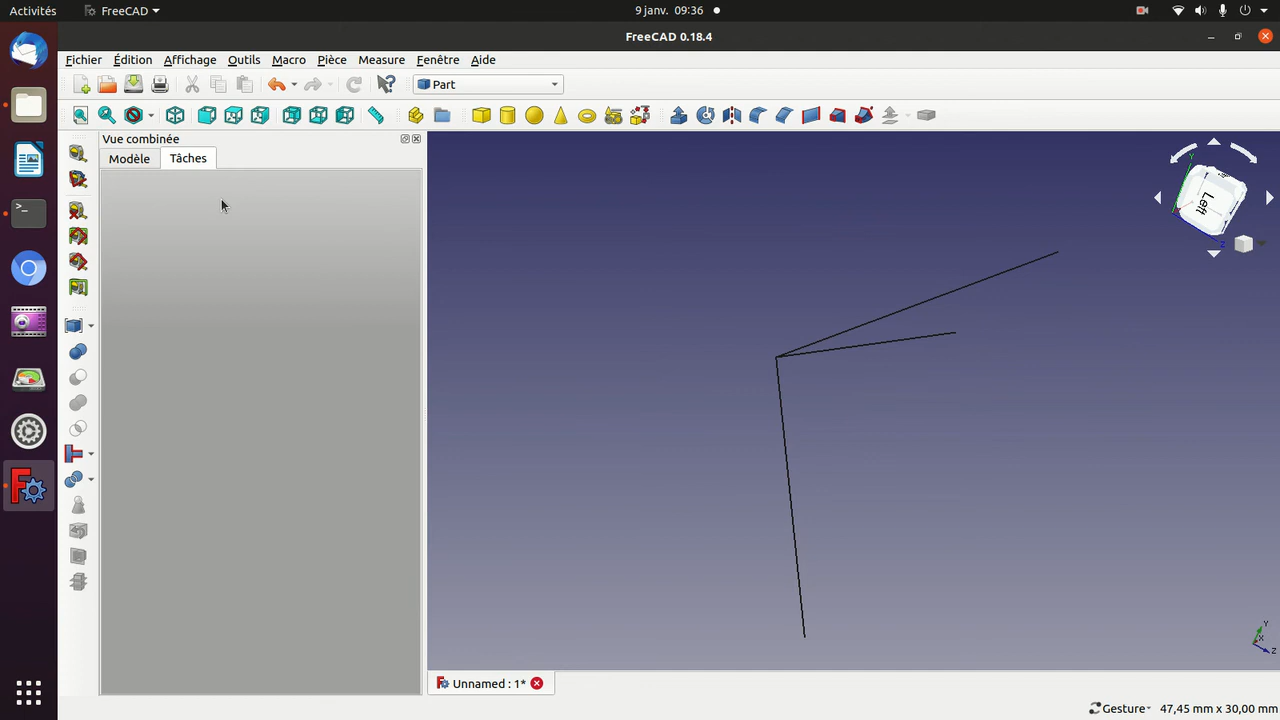 Activités FreeCAD 9 janv. 09:36
FreeCAD 0.18.4
Fichier Édition Affichage Outils Macro Pièce Measure Fenêtre Aide
Part
Vue combinée
Modèle Tâches
Y
Left
Z
Y
X
Z
Unnamed : 1*
Gesture 47,45 mm x 30,00 mm